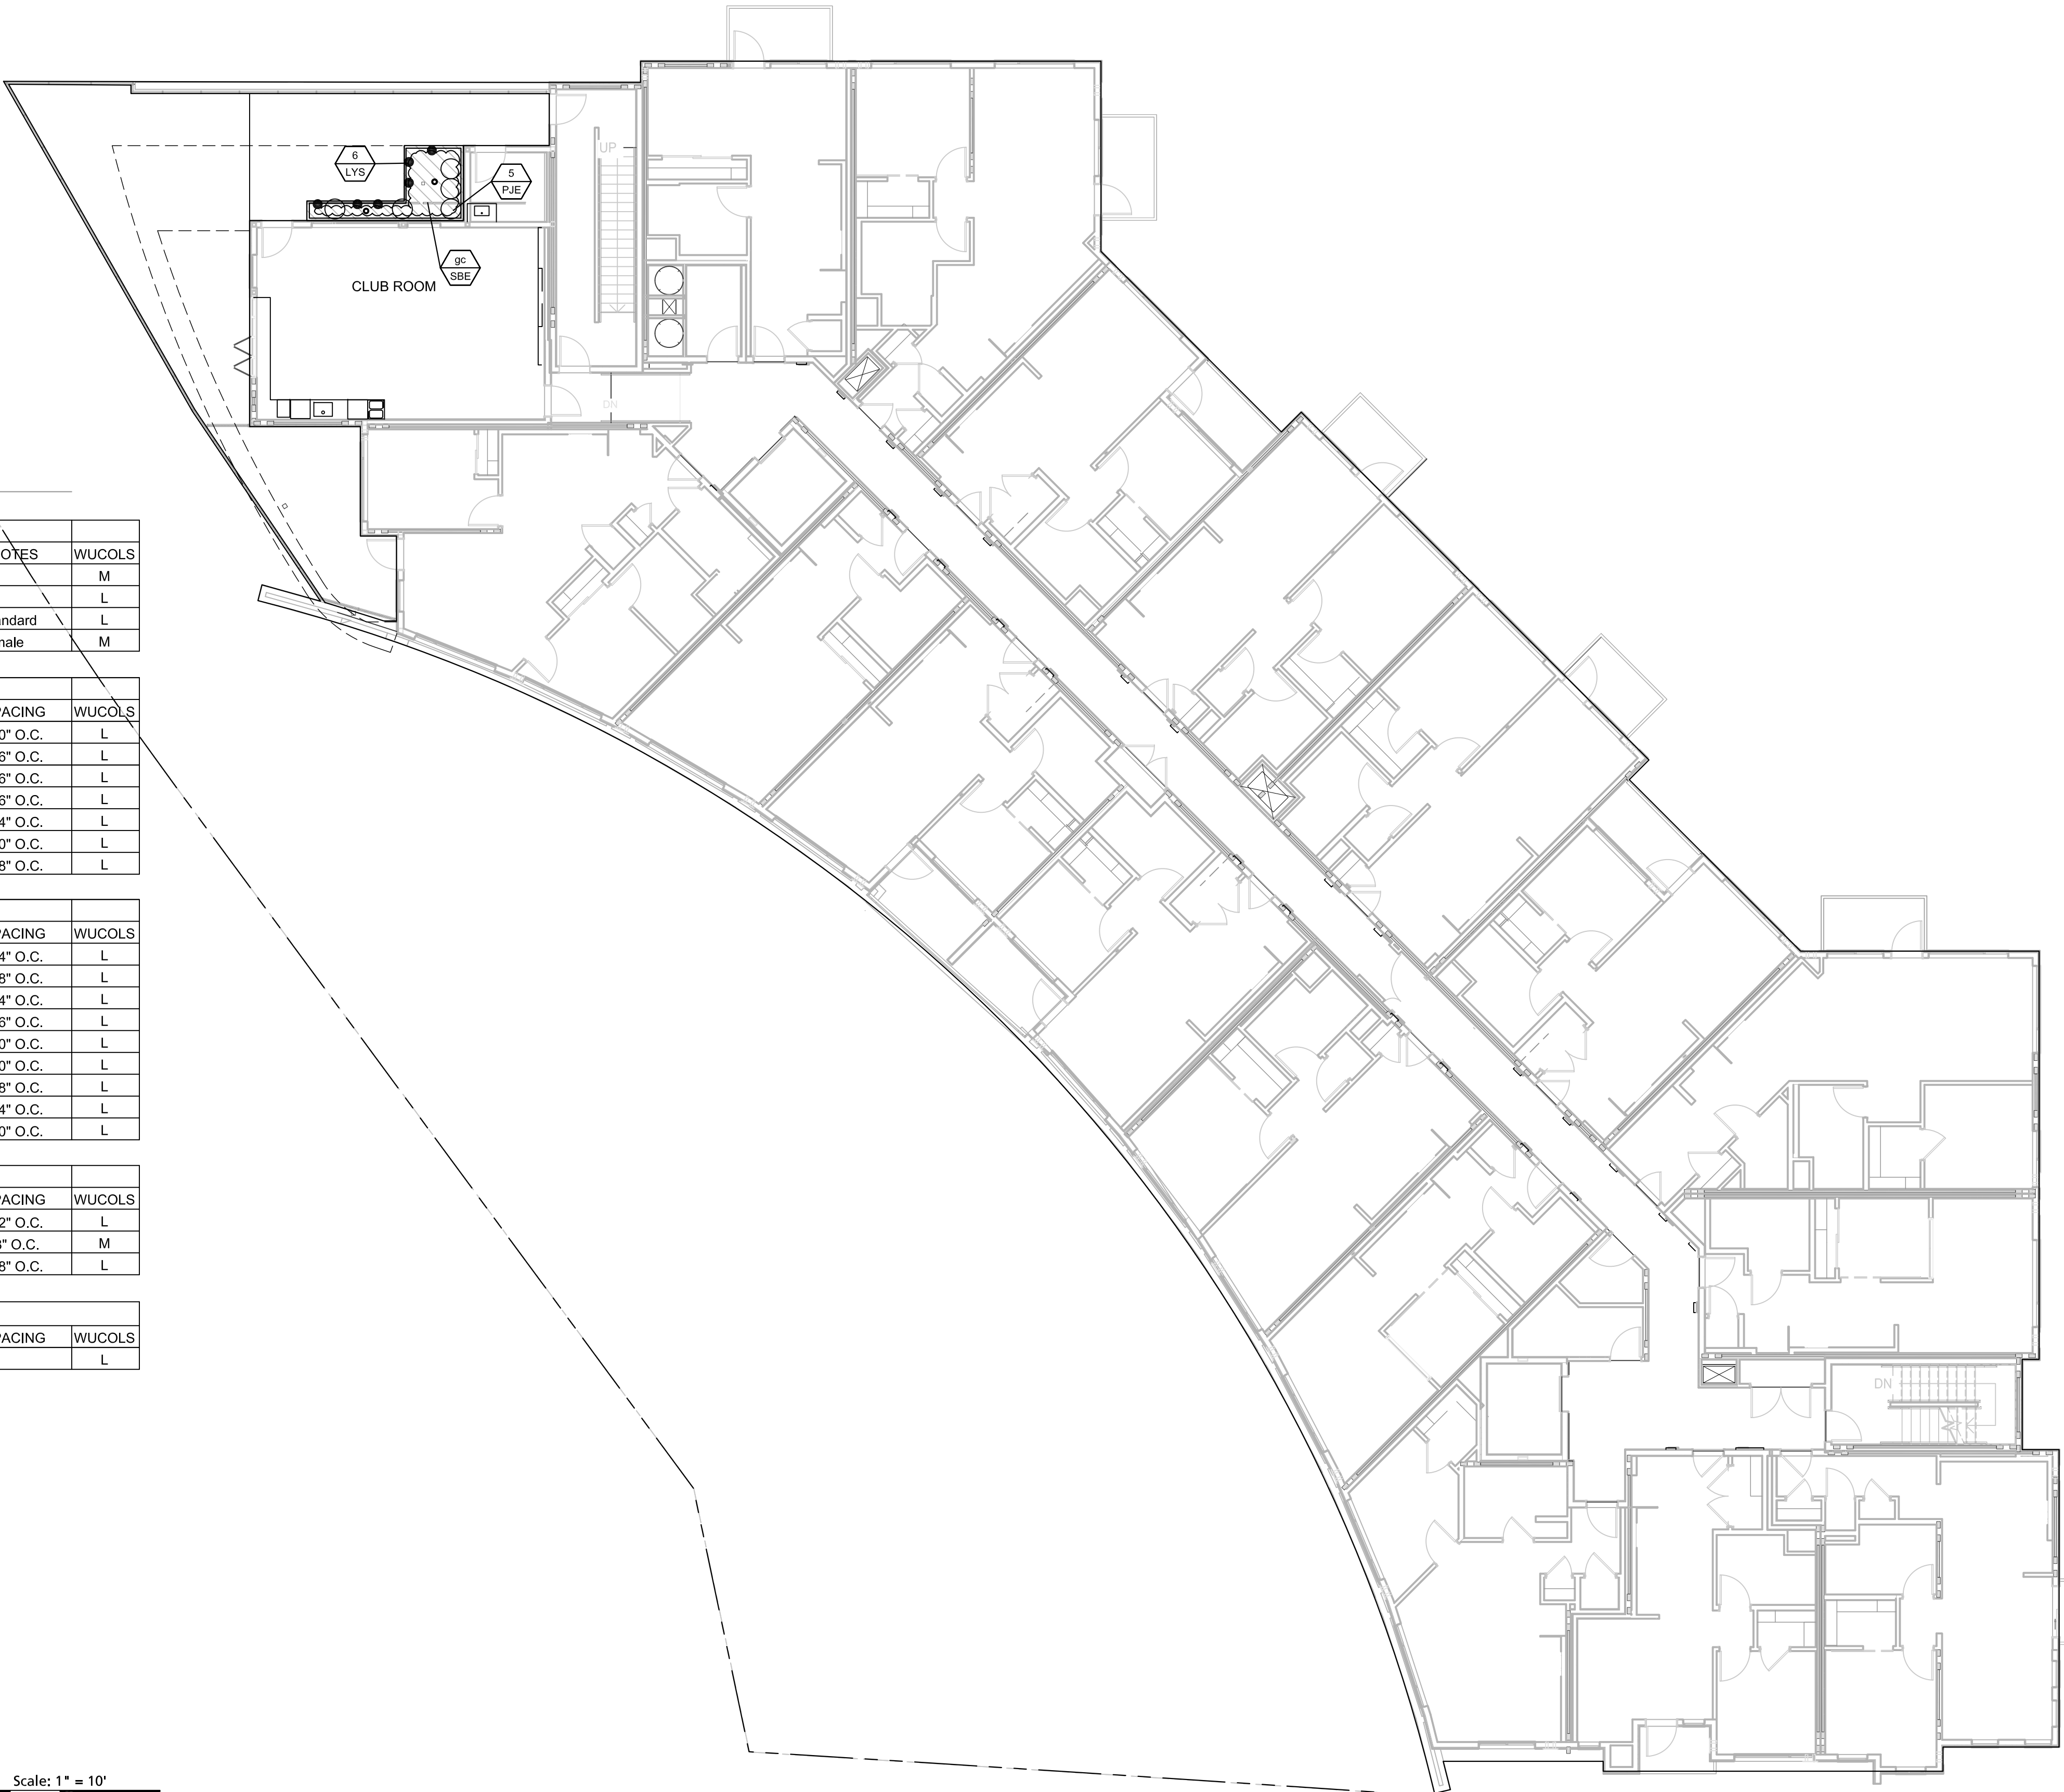 UP
6
LYS
5
PJE
gc
SBE
CLUB ROOM
DN
OTES WUCOLS
M
L
andard L
male M
PACING WUCOLS
0" O.C. L
6" O.C. L
6" O.C. L
6" O.C. L
4" O.C. L
0" O.C. L
8" O.C. L
PACING WUCOLS
4" O.C. L
8" O.C. L
4" O.C. L
6" O.C. L
0" O.C. L
0" O.C. L
8" O.C. L
4" O.C. L
0" O.C. L
PACING WUCOLS
2" O.C. L
8" O.C. M
8" O.C. L
PACING WUCOLS
L
DN
Scale: 1" = 10'